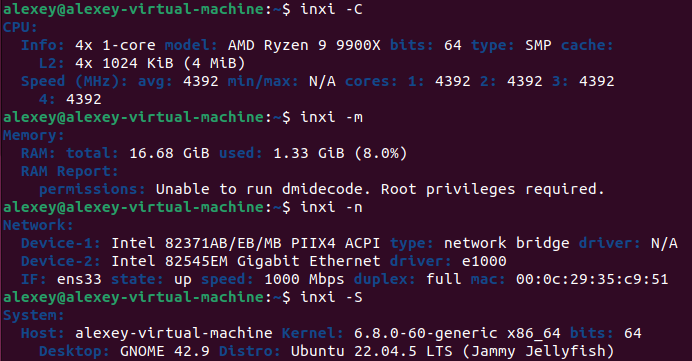 alexey@alexey-virtual-machine:~$ inxi -C
CPU:
  Info: 4x 1-core model: AMD Ryzen 9 9900X bits: 64 type: SMP cache:
    L2: 4x 1024 KiB (4 MiB)
  Speed (MHz): avg: 4392 min/max: N/A cores: 1: 4392 2: 4392 3: 4392
    4: 4392
alexey@alexey-virtual-machine:~$ inxi -m
Memory:
  RAM: total: 16.68 GiB used: 1.33 GiB (8.0%)
  RAM Report:
    permissions: Unable to run dmidecode. Root privileges required.
alexey@alexey-virtual-machine:~$ inxi -n
Network:
  Device-1: Intel 82371AB/EB/MB PIIX4 ACPI type: network bridge driver: N/A
  Device-2: Intel 82545EM Gigabit Ethernet driver: e1000
  IF: ens33 state: up speed: 1000 Mbps duplex: full mac: 00:0c:29:35:c9:51
alexey@alexey-virtual-machine:~$ inxi -S
System:
  Host: alexey-virtual-machine Kernel: 6.8.0-60-generic x86_64 bits: 64
    Desktop: GNOME 42.9 Distro: Ubuntu 22.04.5 LTS (Jammy Jellyfish)